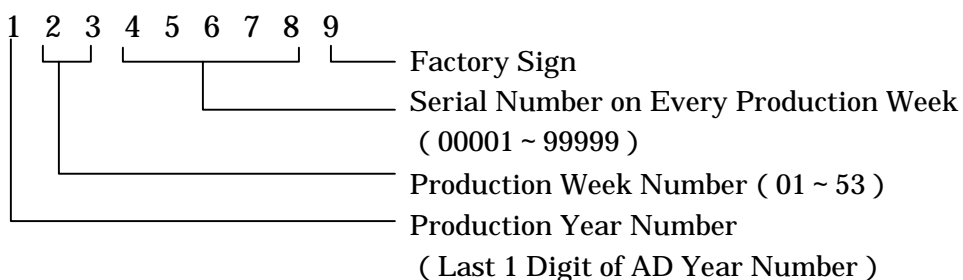 1 2 3 4 5 6 7 8 9
Factory Sign
Serial Number on Every Production Week
( 00001 ~ 99999 )
Production Week Number ( 01 ~ 53 )
Production Year Number
( Last 1 Digit of AD Year Number )